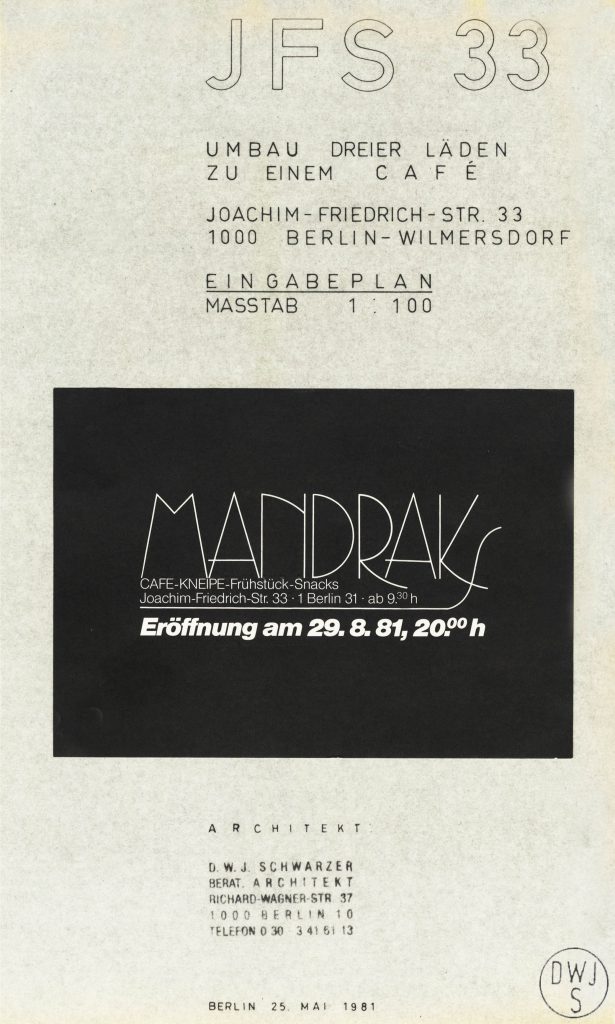 JFS 33
UMBAU DREIER LÄDEN
ZU EINEM CAFÉ
JOACHIM-FRIEDRICH-STR. 33
1000 BERLIN-WILMERSDORF
EINGABEPLAN
MASSTAB 1 : 100
MANDRAKS
CAFE-KNEIPE-Frühstück-Snacks
Joachim-Friedrich-Str. 33 · 1 Berlin 31 · ab 9.30 h
Eröffnung am 29. 8. 81, 20.00 h
ARCHITEKT:
D.W.J. SCHWARZER
BERAT. ARCHITEKT
RICHARD-WAGNER-STR. 37
1000 BERLIN 10
TELEFON 0 30 3 41 61 13
DWJ
S
BERLIN 25. MAI 1981